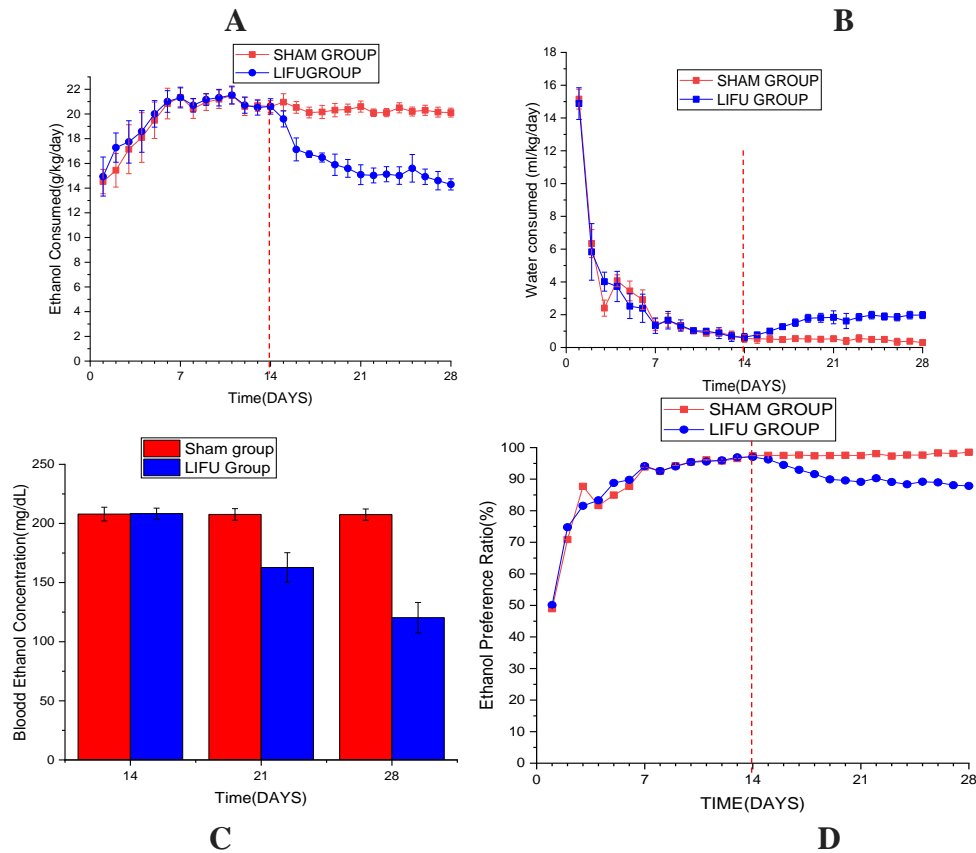 A
SHAM GROUP
LIFUGROUP
Ethanol Consumed(g/kg/day)
22
20
18
16
14
12
10
8
6
4
2
0
0 7 14 21 28
Time(DAYS)
B
SHAM GROUP
LIFU GROUP
Water consumed (ml/kg/day)
18
16
14
12
10
8
6
4
2
0
0 7 14 21 28
Time(DAYS)
Sham group
LIFU Group
Bloodd Ethanol Concentration(mg/dL)
250
200
150
100
50
0
14 21 28
Time(DAYS)
C
SHAM GROUP
LIFU GROUP
Ethanol Preference Ratio(%)
100
90
80
70
60
50
40
30
20
10
0
0 7 14 21 28
TIME(DAYS)
D